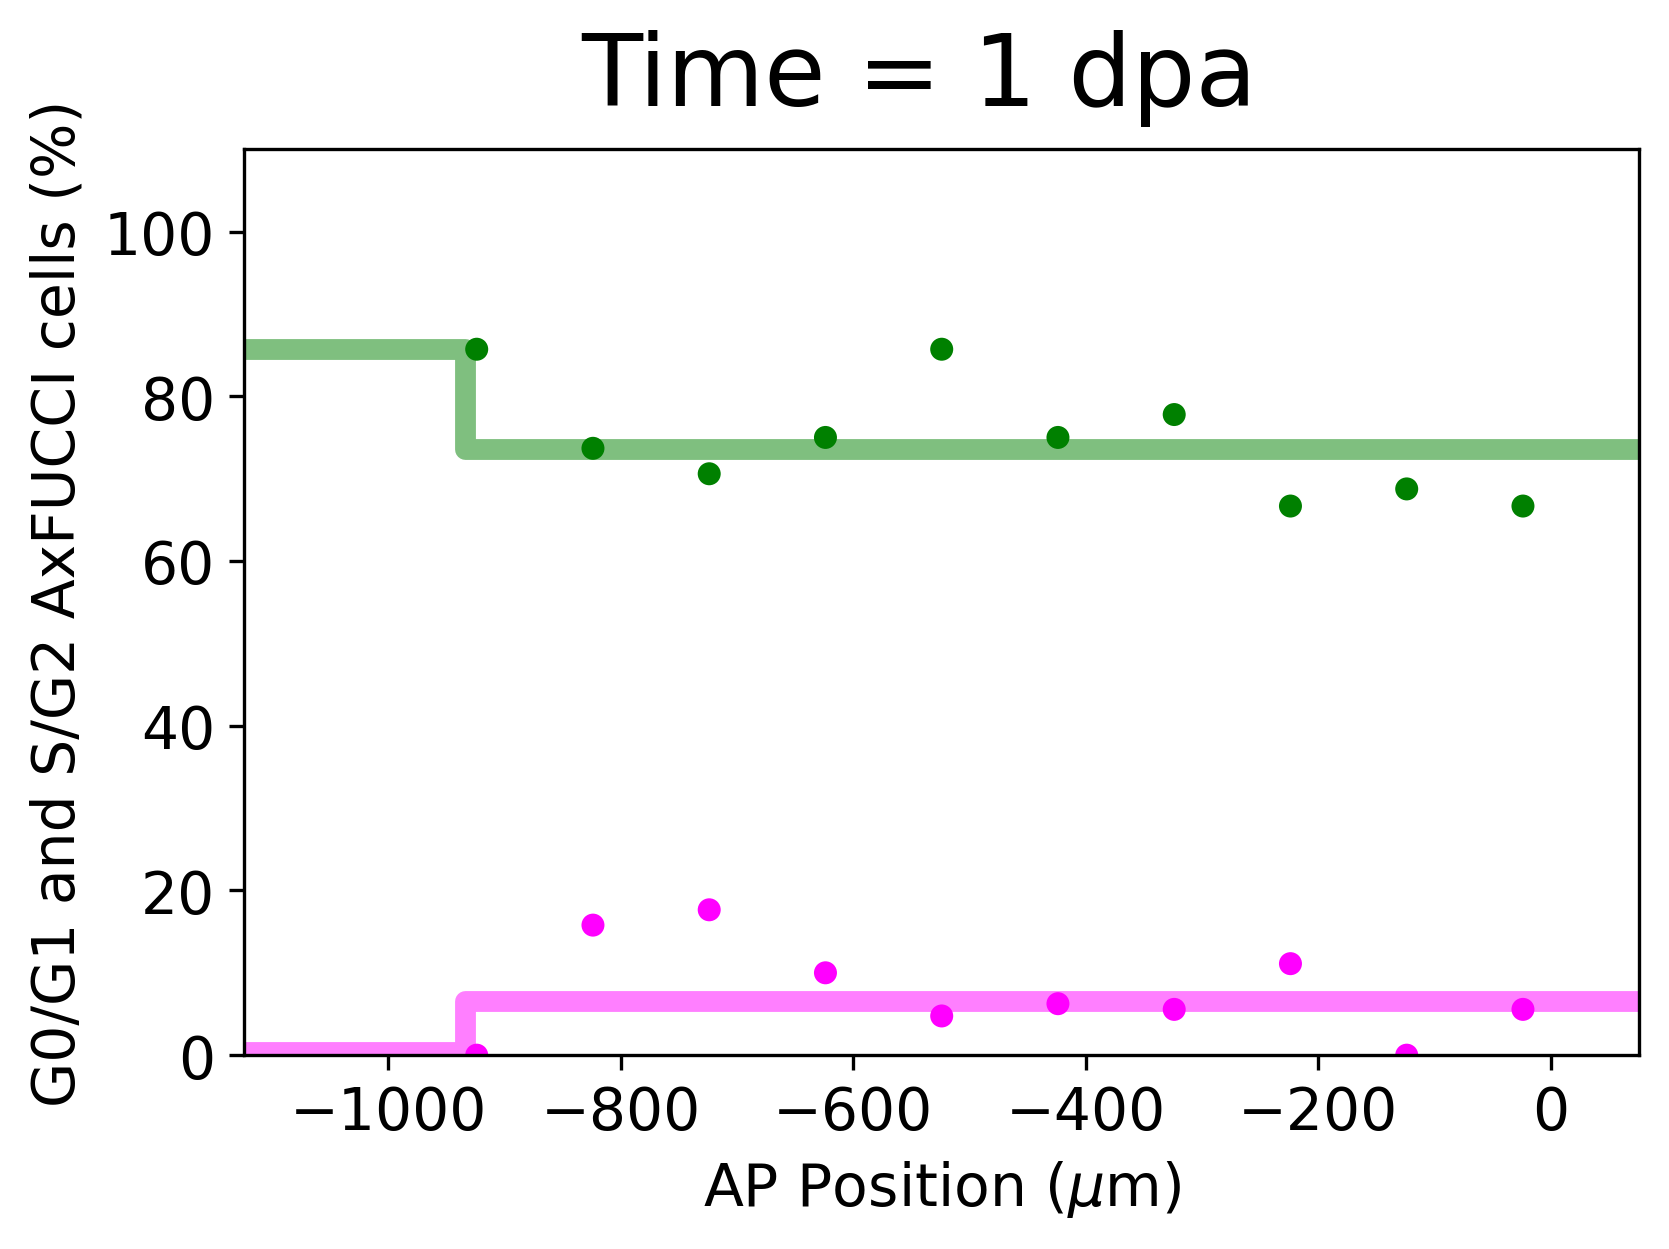 Time = 1 dpa
G0/G1 and S/G2 AxFUCCI cells (%)
100
80
60
40
20
0
−1000 −800 −600 −400 −200 0
AP Position (μm)